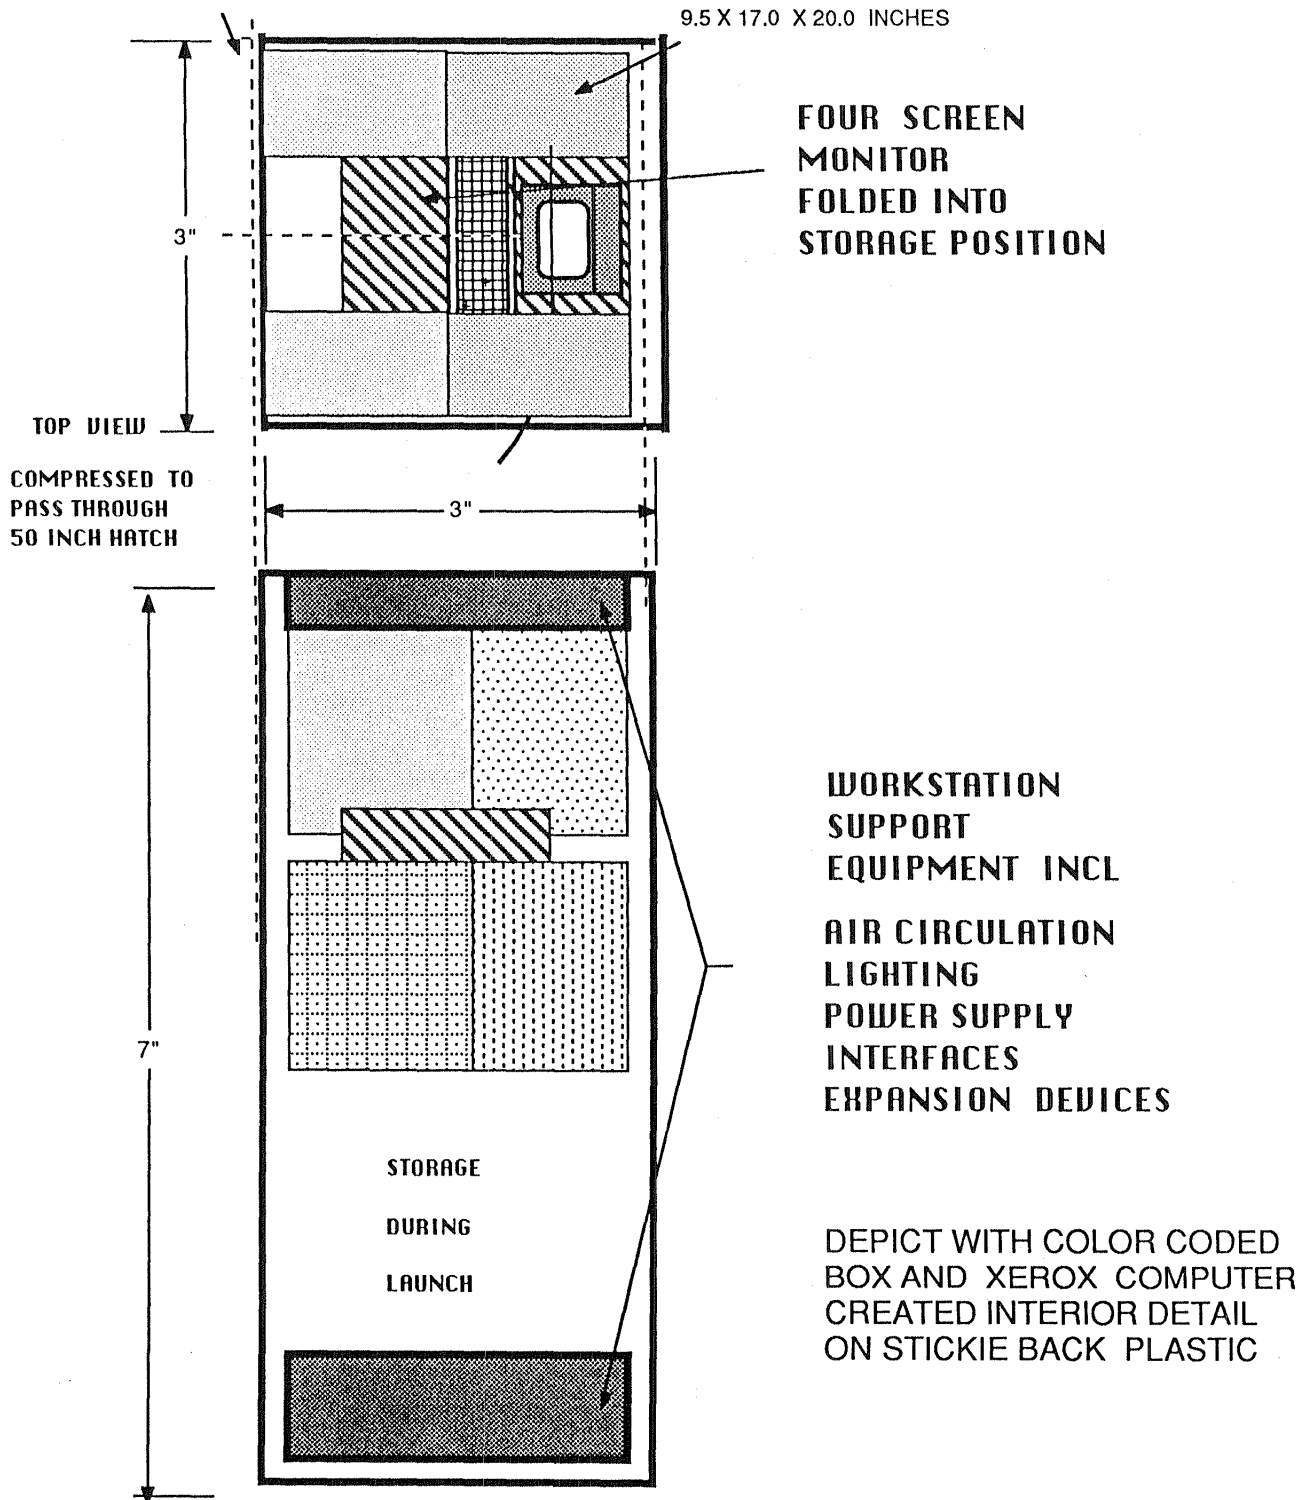 9.5 X 17.0 X 20.0 INCHES
FOUR SCREEN
MONITOR
FOLDED INTO
STORAGE POSITION
3"
TOP VIEW
COMPRESSED TO
PASS THROUGH
50 INCH HATCH
3"
7"
WORKSTATION
SUPPORT
EQUIPMENT INCL
AIR CIRCULATION
LIGHTING
POWER SUPPLY
INTERFACES
EXPANSION DEVICES
STORAGE
DURING
LAUNCH
DEPICT WITH COLOR CODED
BOX AND XEROX COMPUTER
CREATED INTERIOR DETAIL
ON STICKIE BACK PLASTIC